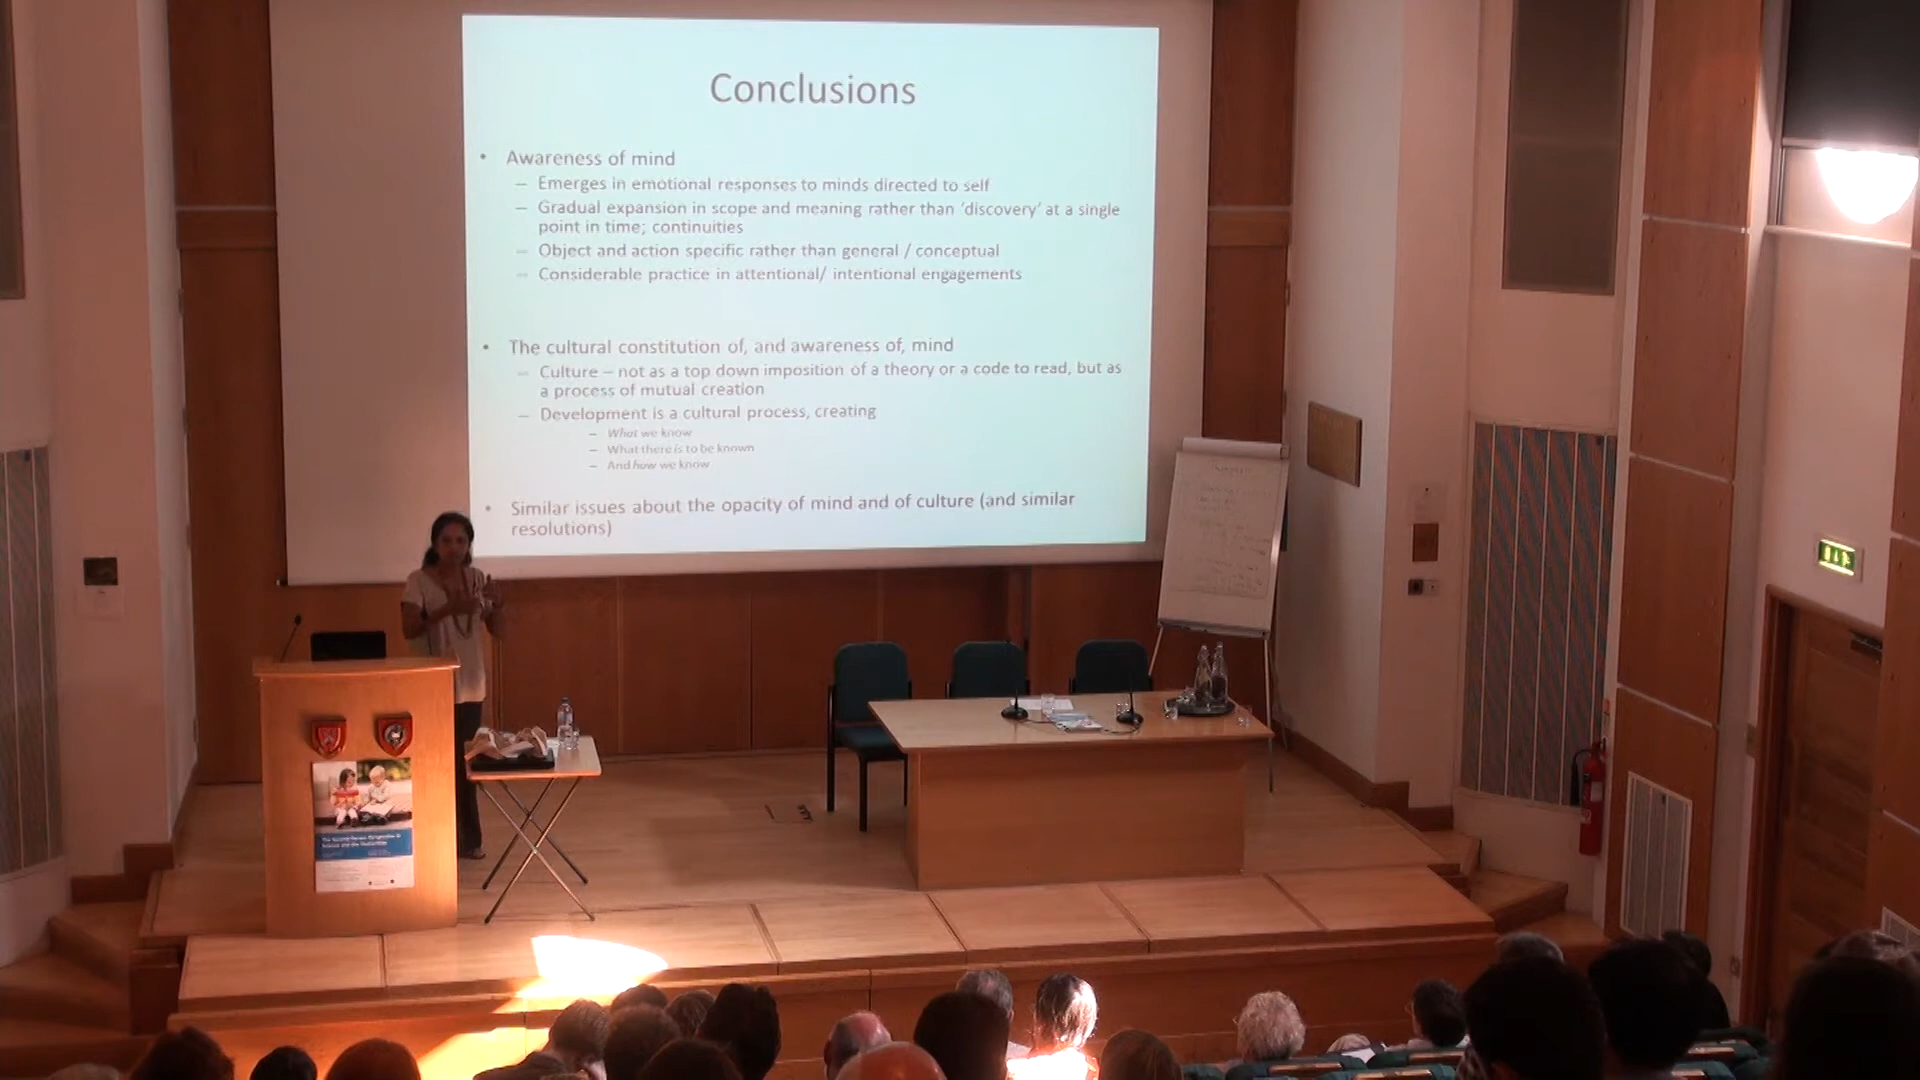 Conclusions
• Awareness of mind
– Emerges in emotional responses to minds directed to self
– Gradual expansion in scope and meaning rather than ‘discovery’ at a single
point in time; continuities
– Object and action specific rather than general / conceptual
– Considerable practice in attentional/ intentional engagements
• The cultural constitution of, and awareness of, mind
– Culture – not as a top down imposition of a theory or a code to read, but as
a process of mutual creation
– Development is a cultural process, creating
– What we know
– What there is to be known
– And how we know
• Similar issues about the opacity of mind and of culture (and similar
resolutions)